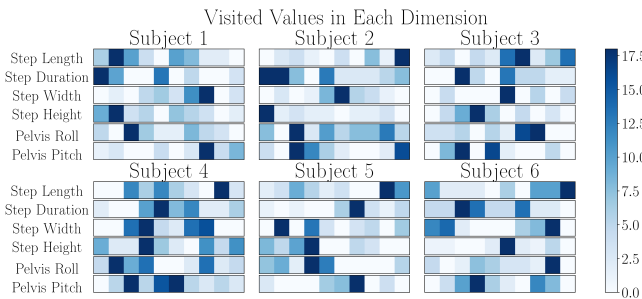 Visited Values in Each Dimension
Subject 1 Subject 2 Subject 3
Step Length
Step Duration
Step Width
Step Height
Pelvis Roll
Pelvis Pitch
Subject 4 Subject 5 Subject 6
Step Length
Step Duration
Step Width
Step Height
Pelvis Roll
Pelvis Pitch
17.5
15.0
12.5
10.0
7.5
5.0
2.5
0.0